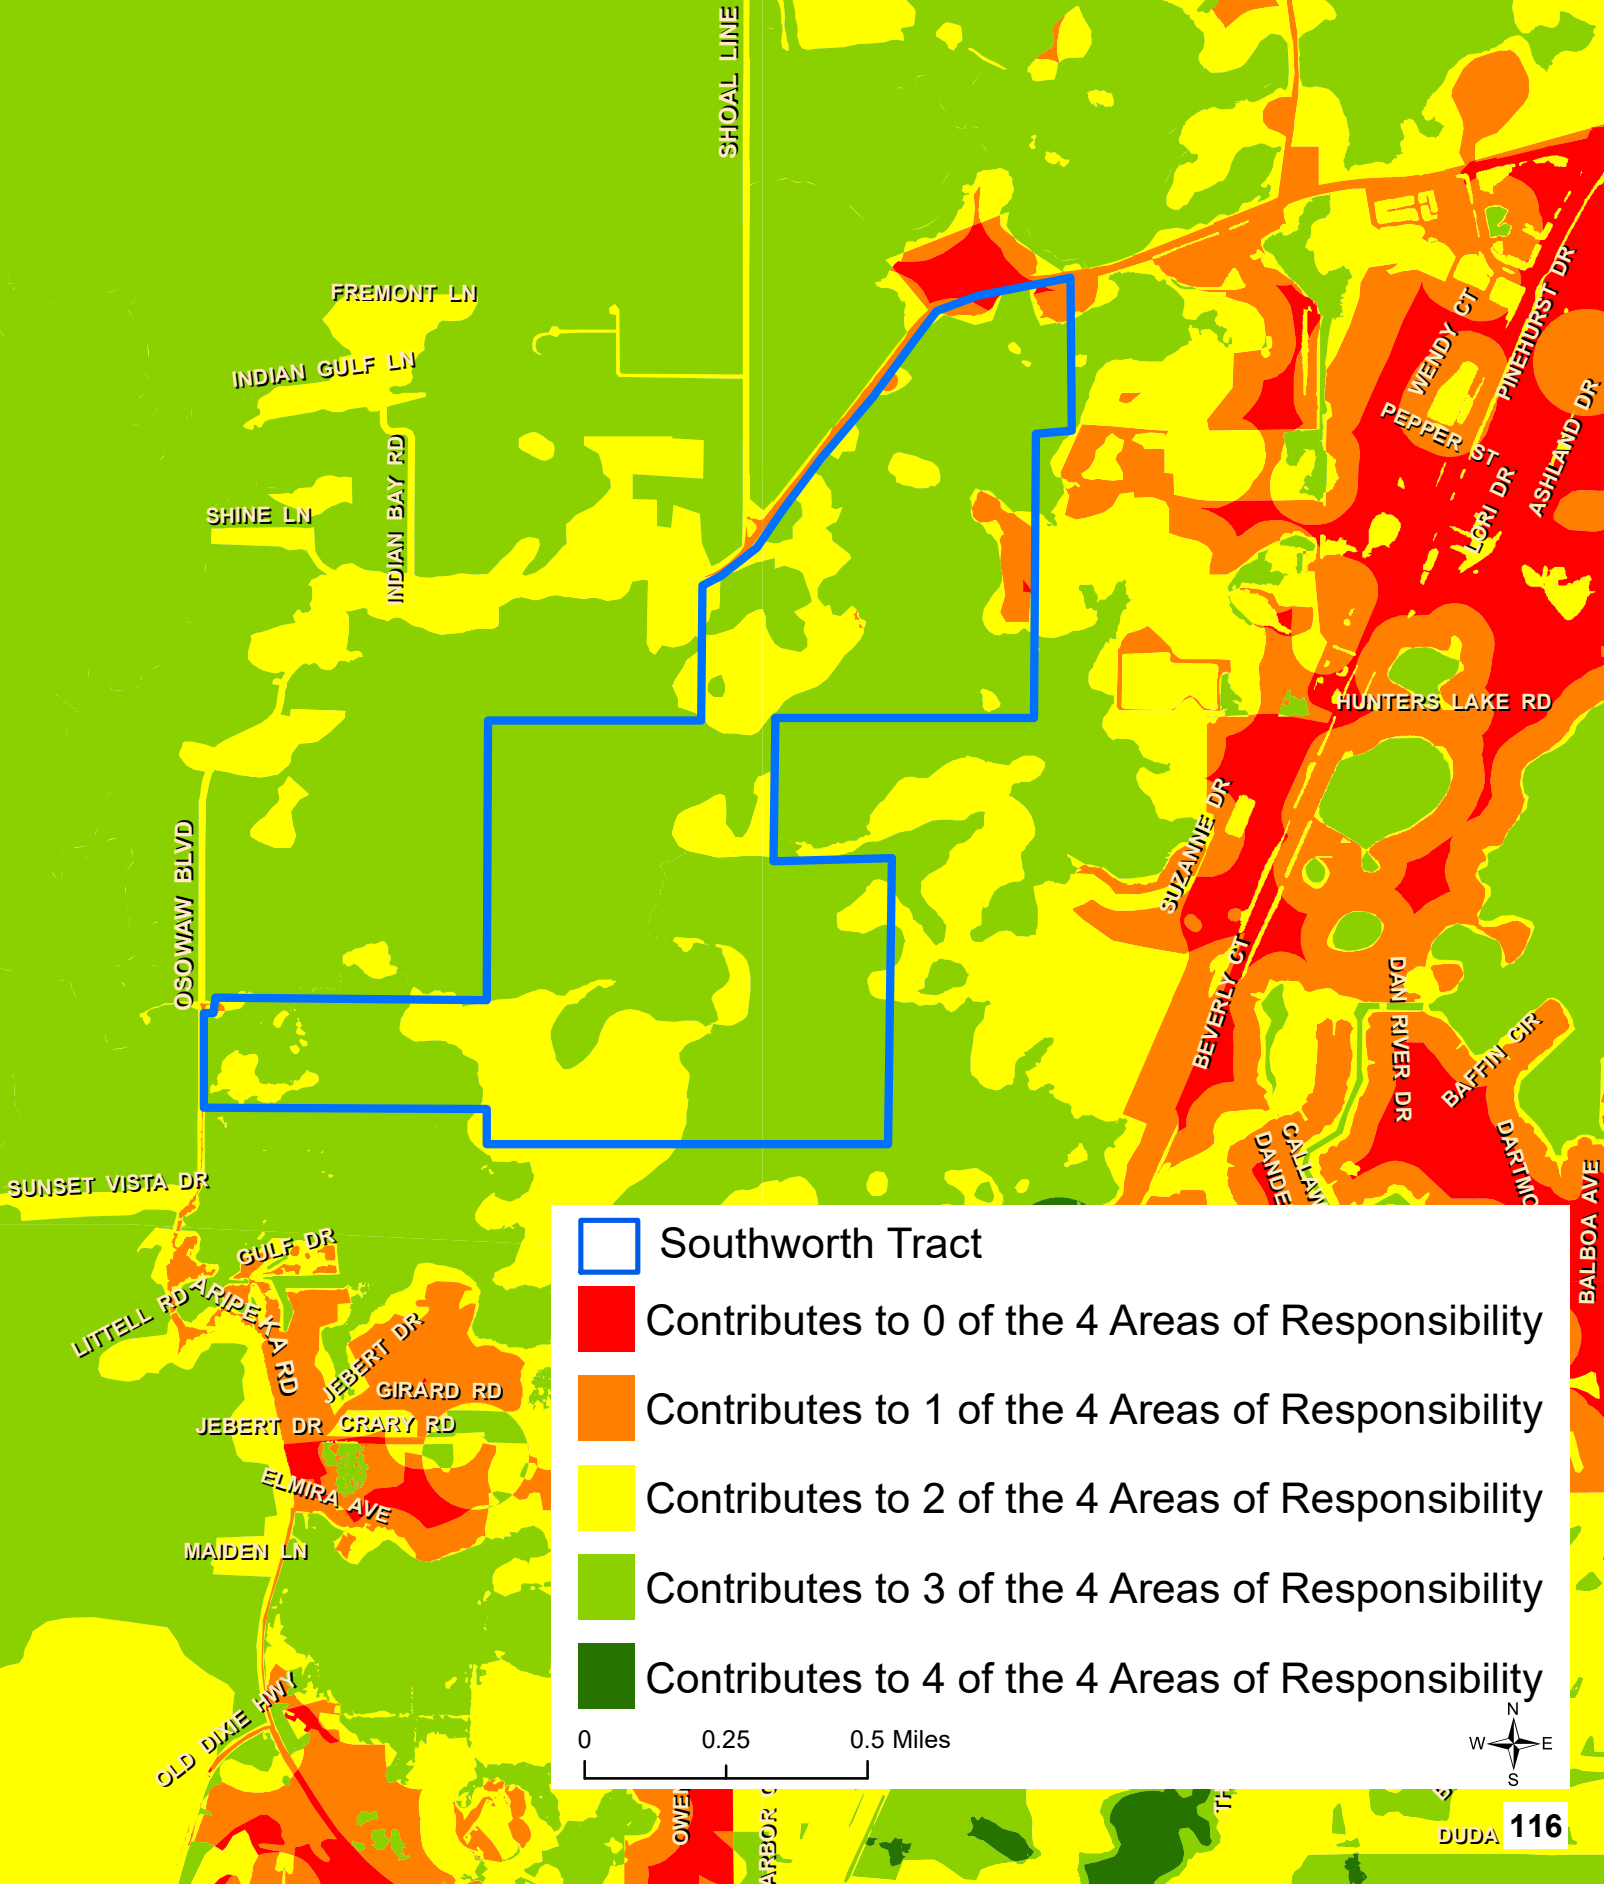 SHOAL LINE
FREMONT LN
INDIAN GULF LN
INDIAN BAY RD
SHINE LN
WENDY CT
PINEHURST DR
PEPPER ST
LORI DR
ASHLAND DR
HUNTERS LAKE RD
SUZANNE DR
OSOWAW BLVD
BEVERLY CT
DAN RIVER DR
BAFFIN CIR
SUNSET VISTA DR
BALBOA AVE
GULF DR
LITTELL RD
ARIPEKA RD
JEBERT DR
GIRARD RD
JEBERT DR
CRARY RD
ELMIRA AVE
MAIDEN LN
OLD DIXIE HWY
Southworth Tract
Contributes to 0 of the 4 Areas of Responsibility
Contributes to 1 of the 4 Areas of Responsibility
Contributes to 2 of the 4 Areas of Responsibility
Contributes to 3 of the 4 Areas of Responsibility
Contributes to 4 of the 4 Areas of Responsibility
0 0.25 0.5 Miles
N
W E
S
DUDA
116